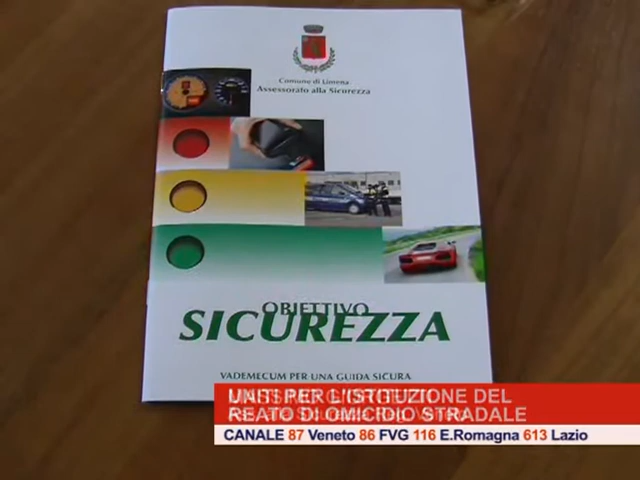 Comune di Limena
Assessorato alla Sicurezza
OBIETTIVO
SICUREZZA
VADEMECUM PER UNA GUIDA SICURA
UNITI PER L'ISTITUZIONE DEL
REATO DI OMICIDIO STRADALE
CANALE 87 Veneto 86 FVG 116 E.Romagna 613 Lazio